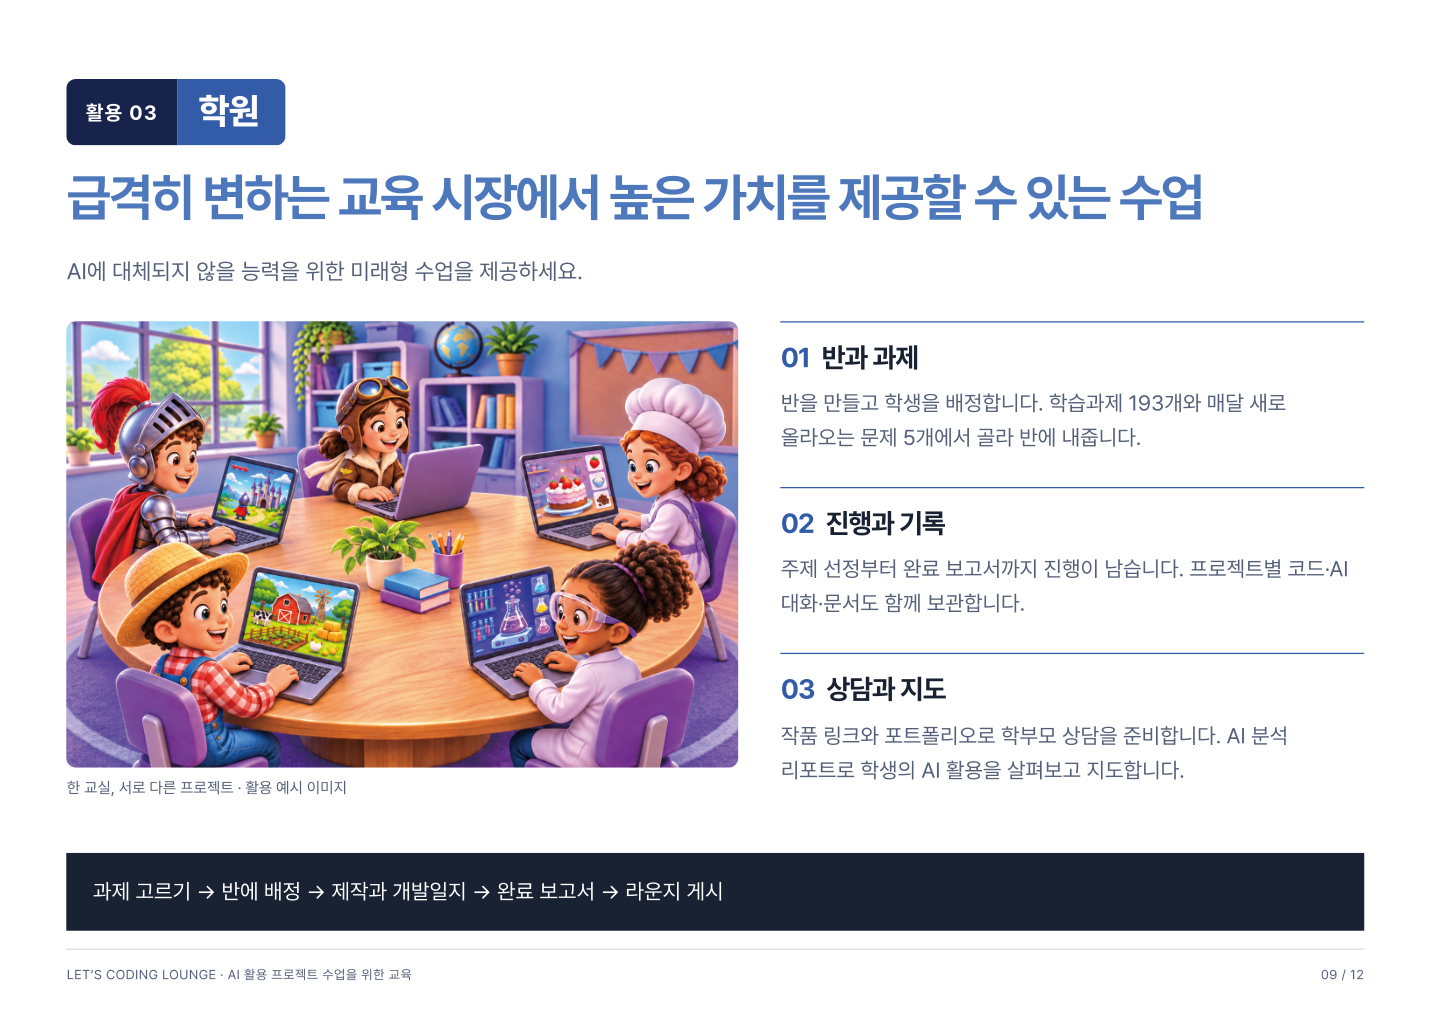 활용 03 학원
급격히 변하는 교육 시장에서 높은 가치를 제공할 수 있는 수업
AI에 대체되지 않을 능력을 위한 미래형 수업을 제공하세요.
한 교실, 서로 다른 프로젝트 · 활용 예시 이미지
01 반과 과제
반을 만들고 학생을 배정합니다. 학습과제 193개와 매달 새로
올라오는 문제 5개에서 골라 반에 내줍니다.
02 진행과 기록
주제 선정부터 완료 보고서까지 진행이 남습니다. 프로젝트별 코드·AI
대화·문서도 함께 보관합니다.
03 상담과 지도
작품 링크와 포트폴리오로 학부모 상담을 준비합니다. AI 분석
리포트로 학생의 AI 활용을 살펴보고 지도합니다.
과제 고르기 → 반에 배정 → 제작과 개발일지 → 완료 보고서 → 라운지 게시
LET'S CODING LOUNGE · AI 활용 프로젝트 수업을 위한 교육
09 / 12